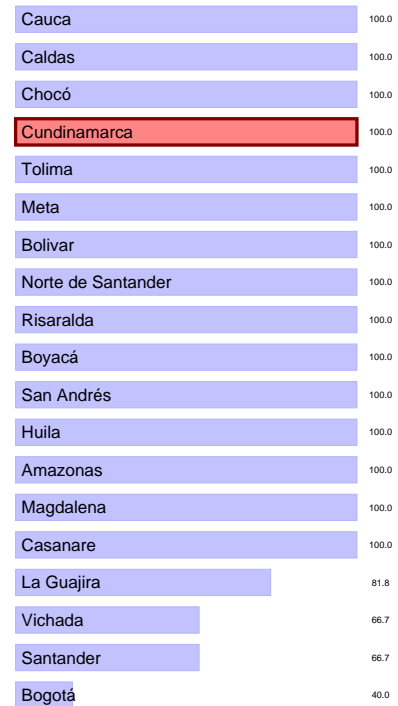 Cauca 100.0
Caldas 100.0
Chocó 100.0
Cundinamarca 100.0
Tolima 100.0
Meta 100.0
Bolivar 100.0
Norte de Santander 100.0
Risaralda 100.0
Boyacá 100.0
San Andrés 100.0
Huila 100.0
Amazonas 100.0
Magdalena 100.0
Casanare 100.0
La Guajira 81.8
Vichada 66.7
Santander 66.7
Bogotá 40.0